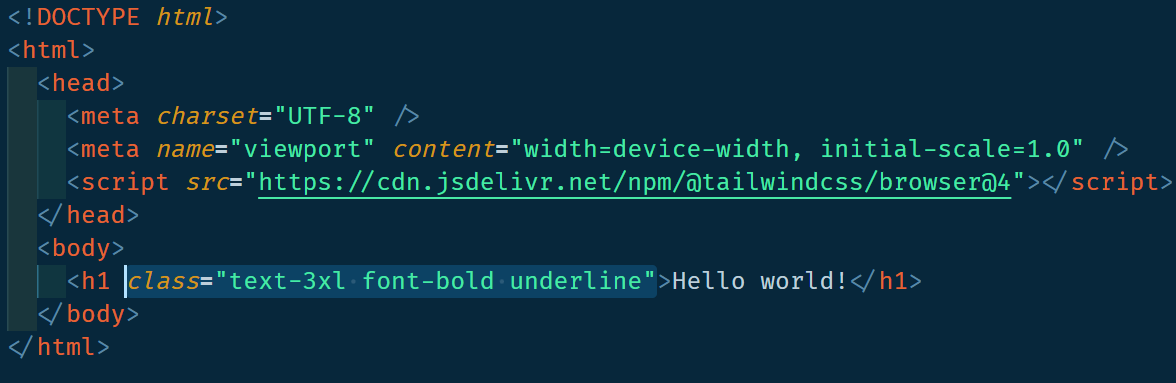 <!DOCTYPE html>
<html>
  <head>
    <meta charset="UTF-8" />
    <meta name="viewport" content="width=device-width, initial-scale=1.0" />
    <script src="https://cdn.jsdelivr.net/npm/@tailwindcss/browser@4"></script>
  </head>
  <body>
    <h1 class="text-3xl font-bold underline">Hello world!</h1>
  </body>
</html>